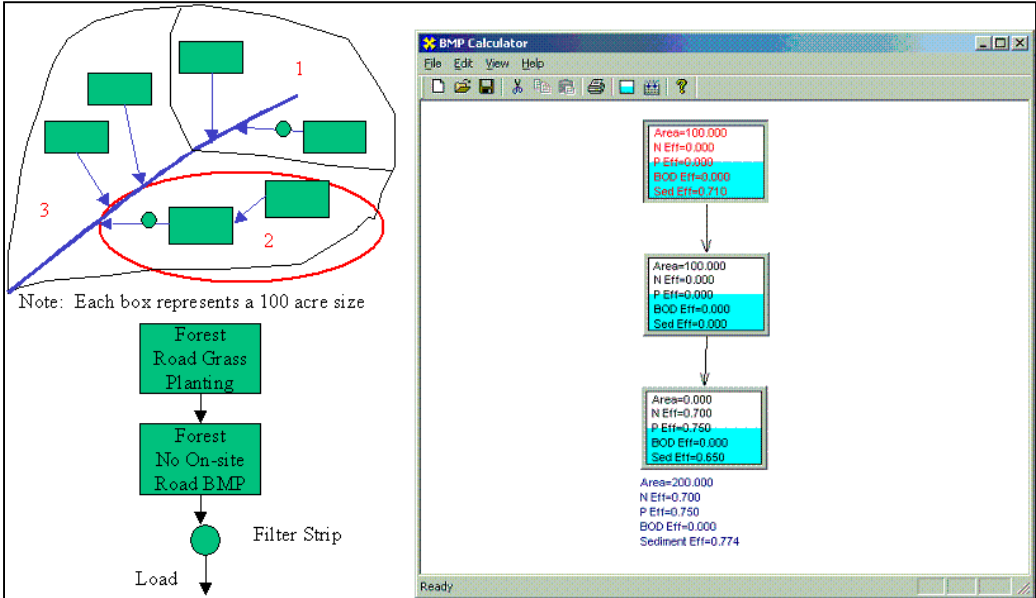 1
3
2
Note: Each box represents a 100 acre size
Forest
Road Grass
Planting
Forest
No On-site
Road BMP
Filter Strip
Load
BMP Calculator
File Edit View Help
Area=100.000
N Eff=0.000
P Eff=0.000
BOD Eff=0.000
Sed Eff=0.710
Area=100.000
N Eff=0.000
P Eff=0.000
BOD Eff=0.000
Sed Eff=0.000
Area=0.000
N Eff=0.700
P Eff=0.750
BOD Eff=0.000
Sed Eff=0.650
Area=200.000
N Eff=0.700
P Eff=0.750
BOD Eff=0.000
Sediment Eff=0.774
Ready